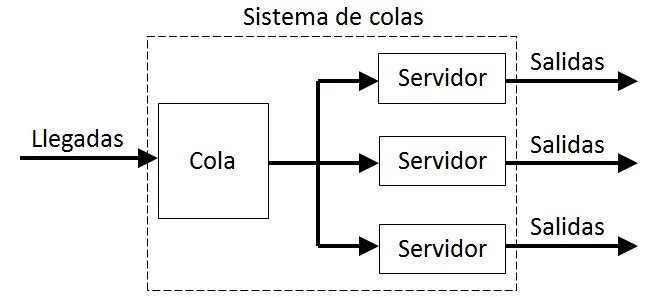 Sistema de colas
Llegadas
Cola
Servidor
Salidas
Servidor
Salidas
Servidor
Salidas